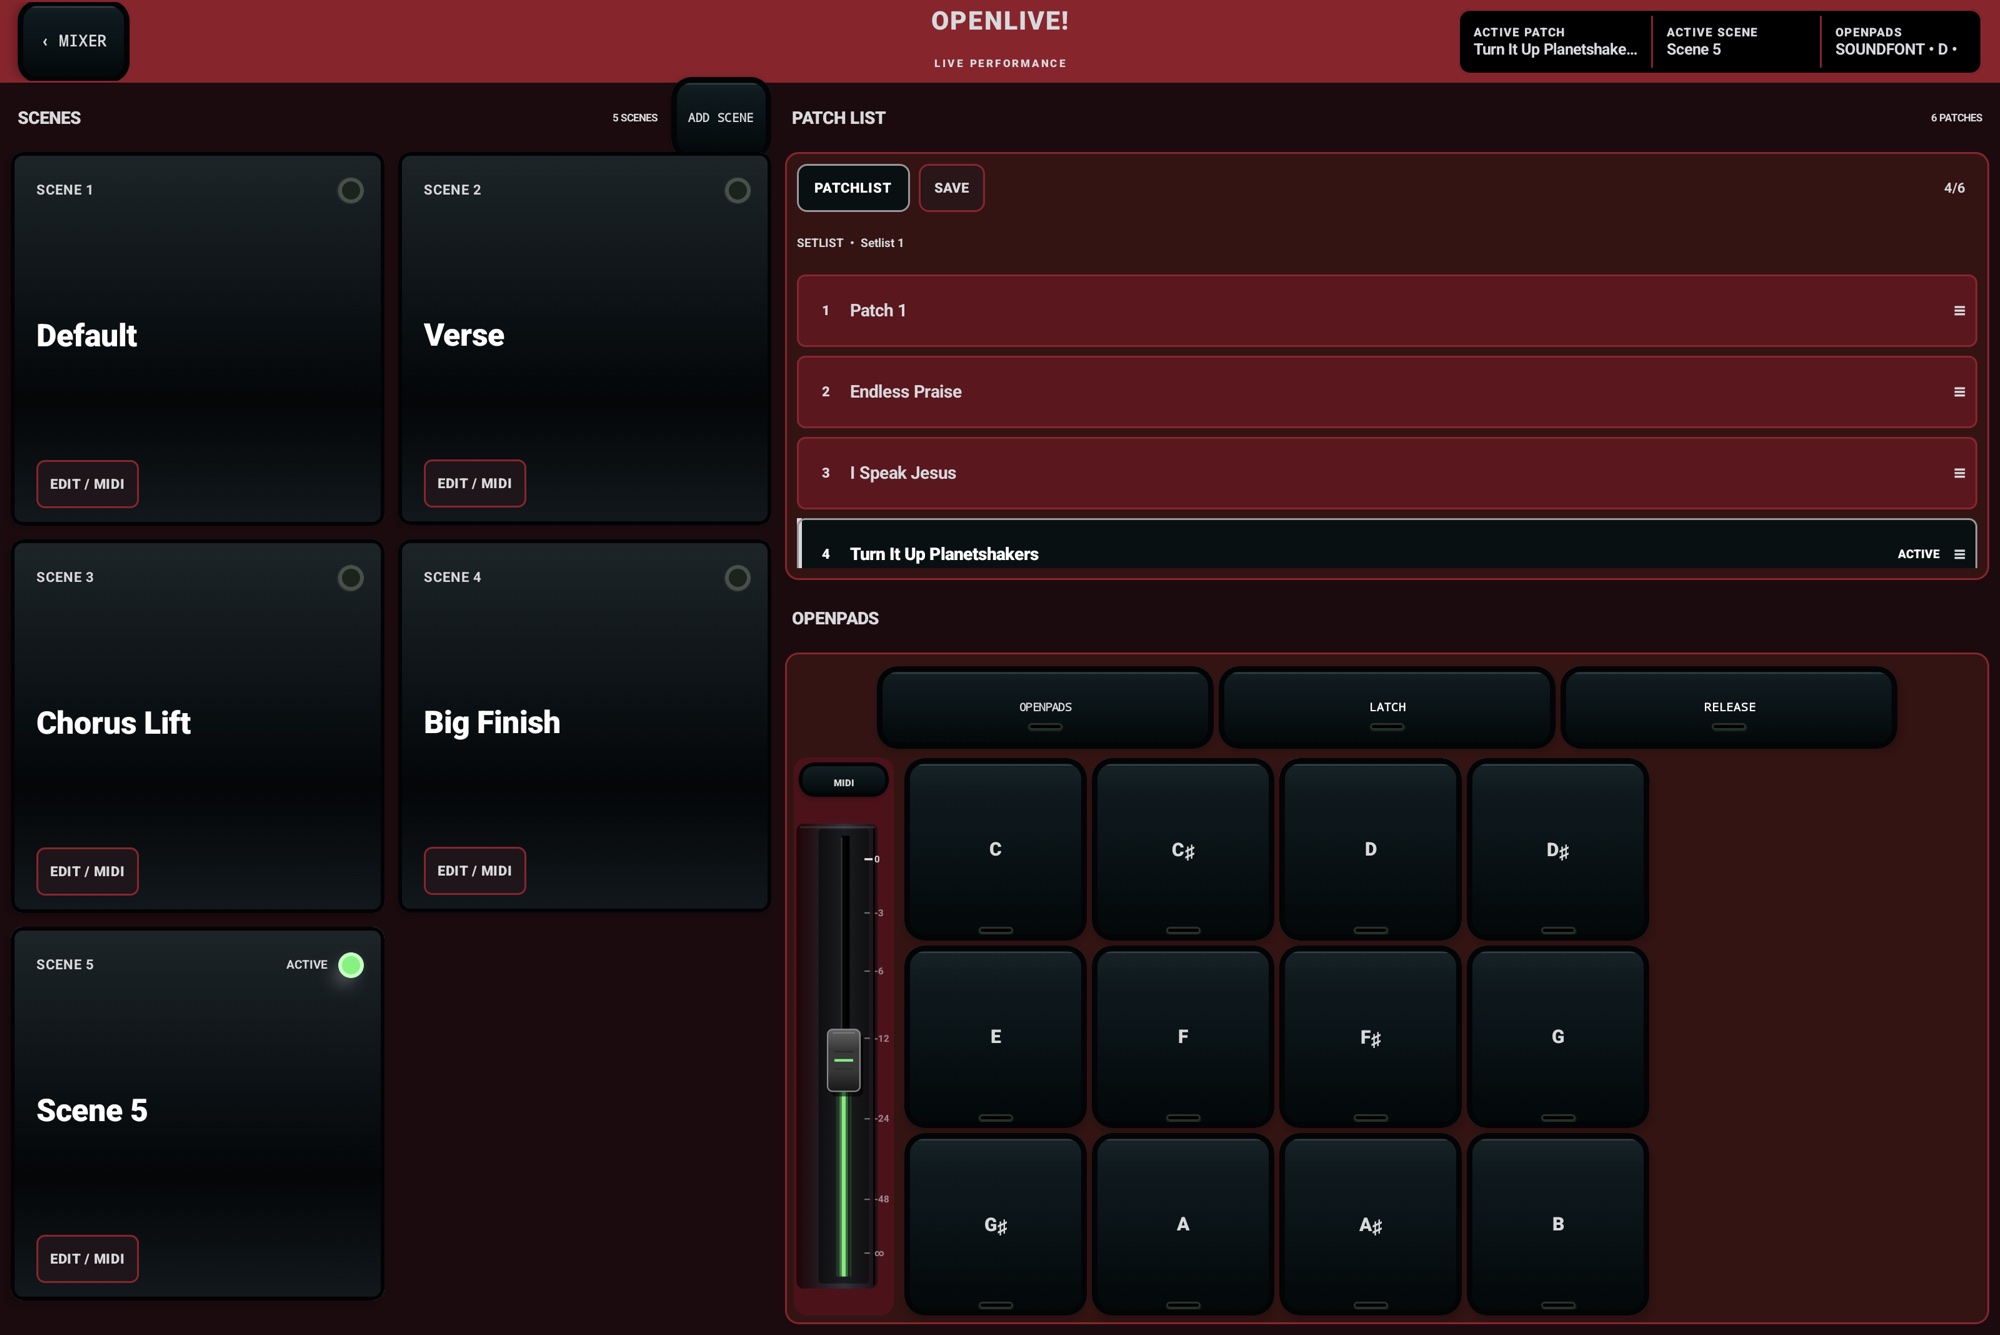 ‹ MIXER
OPENLIVE!
LIVE PERFORMANCE
ACTIVE PATCH
Turn It Up Planetshake...
ACTIVE SCENE
Scene 5
OPENPADS
SOUNDFONT • D •
SCENES
5 SCENES
ADD SCENE
SCENE 1
Default
EDIT / MIDI
SCENE 2
Verse
EDIT / MIDI
SCENE 3
Chorus Lift
EDIT / MIDI
SCENE 4
Big Finish
EDIT / MIDI
SCENE 5
ACTIVE
Scene 5
EDIT / MIDI
PATCH LIST
6 PATCHES
PATCHLIST
SAVE
4/6
SETLIST • Setlist 1
1 Patch 1
2 Endless Praise
3 I Speak Jesus
4 Turn It Up Planetshakers ACTIVE
OPENPADS
OPENPADS
LATCH
RELEASE
MIDI
0
-3
-6
-12
-24
-48
∞
C
C♯
D
D♯
E
F
F♯
G
G♯
A
A♯
B